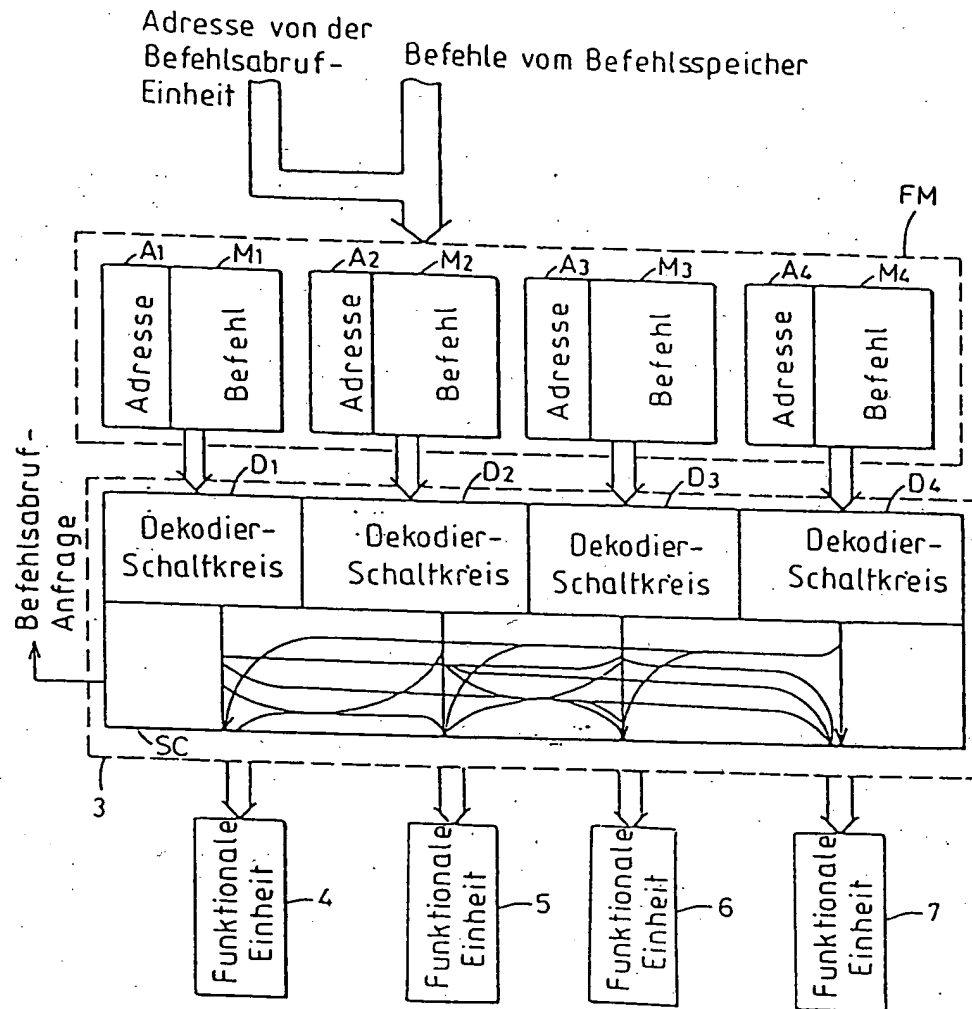 Adresse von der
Befehlsabruf-
Einheit
Befehle vom Befehlsspeicher
FM
A1
M1
A2
M2
A3
M3
A4
M4
Adresse
Befehl
Adresse
Befehl
Adresse
Befehl
Adresse
Befehl
Befehlsabruf-
Anfrage
D1
D2
D3
D4
Dekodier-
Schaltkreis
Dekodier-
Schaltkreis
Dekodier-
Schaltkreis
Dekodier-
Schaltkreis
SC
3
Funktionale
Einheit
4
Funktionale
Einheit
5
Funktionale
Einheit
6
Funktionale
Einheit
7